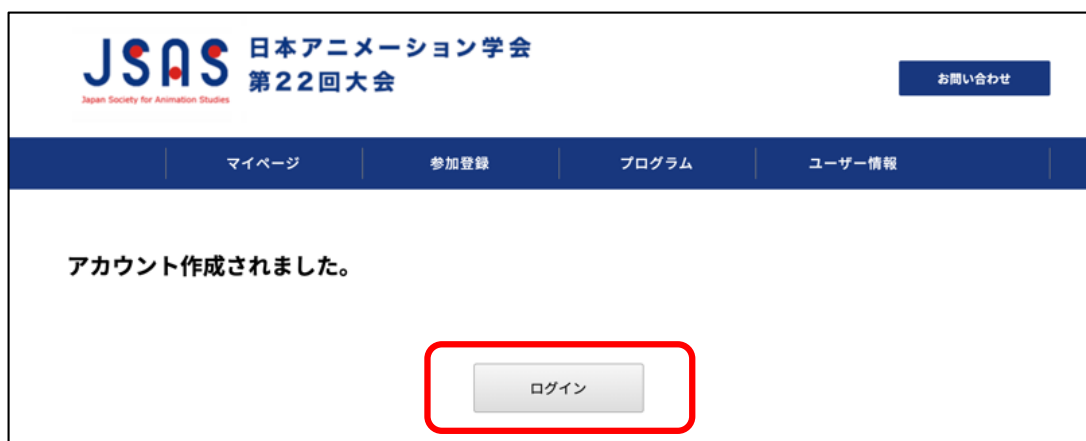 JSAS
Japan Society for Animation Studies
日本アニメーション学会
第22回大会
お問い合わせ
マイページ
参加登録
プログラム
ユーザー情報
アカウント作成されました。
ログイン